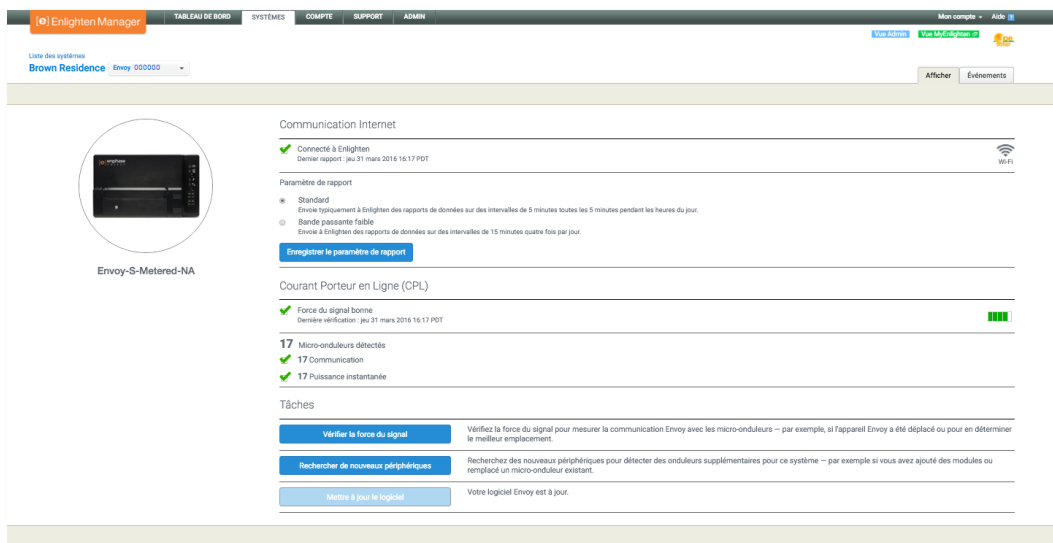 [e] Enlighten Manager
TABLEAU DE BORD SYSTÈMES COMPTE SUPPORT ADMIN
Mon compte Aide ?
Vue Admin Vue MyEnlighten
Liste des systèmes
Brown Residence Envoy 000000
Afficher Événements
Communication Internet
Connecté à Enlighten
Dernier rapport : jeu 31 mars 2016 16:17 PDT
Wi-Fi
Paramètre de rapport
Standard
Envoie typiquement à Enlighten des rapports de données sur des intervalles de 5 minutes toutes les 5 minutes pendant les heures du jour.
Bande passante faible
Envoie à Enlighten des rapports de données sur des intervalles de 15 minutes quatre fois par jour.
Enregistrer le paramètre de rapport
[e] enphase
Envoy-S-Metered-NA
Courant Porteur en Ligne (CPL)
Force du signal bonne
Dernière vérification : jeu 31 mars 2016 16:17 PDT
17 Micro-onduleurs détectés
17 Communication
17 Puissance instantanée
Tâches
Vérifier la force du signal
Vérifiez la force du signal pour mesurer la communication Envoy avec les micro-onduleurs — par exemple, si l'appareil Envoy a été déplacé ou pour en déterminer
le meilleur emplacement.
Rechercher de nouveaux périphériques
Recherchez des nouveaux périphériques pour détecter des onduleurs supplémentaires pour ce système — par exemple si vous avez ajouté des modules ou
remplacé un micro-onduleur existant.
Mettre à jour le logiciel
Votre logiciel Envoy est à jour.